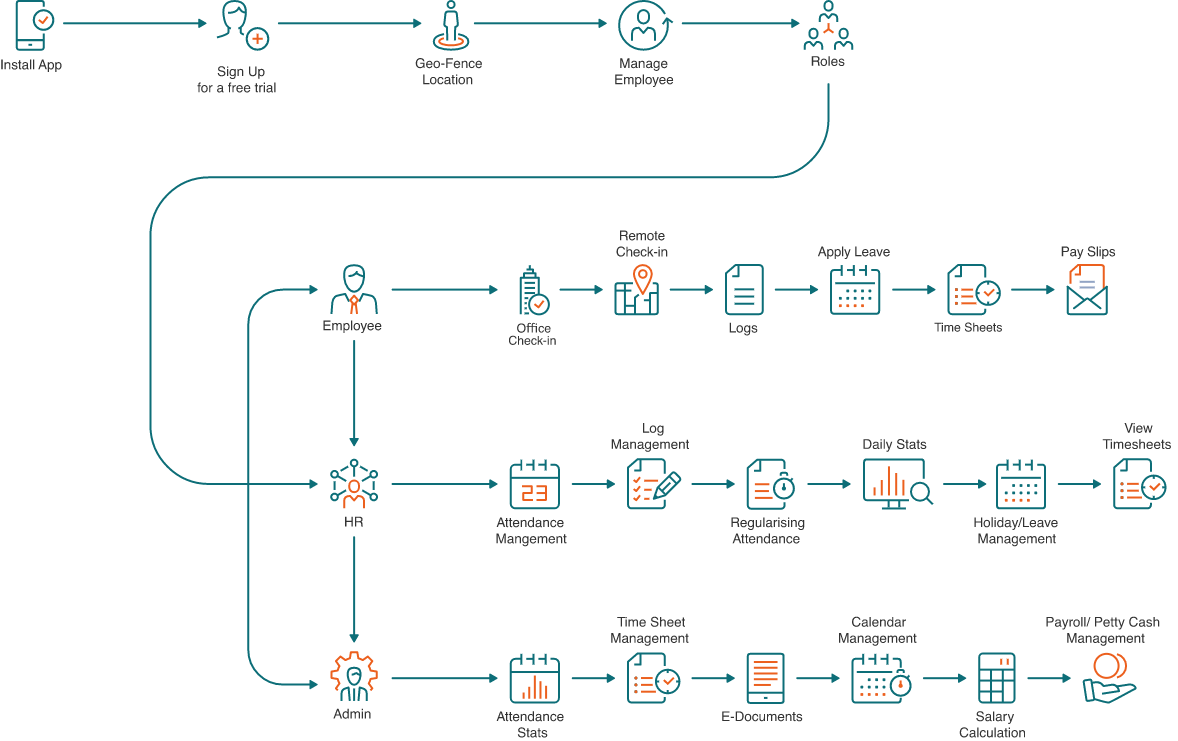 Install App
Sign Up
for a free trial
Geo-Fence
Location
Manage
Employee
Roles
Employee
Office
Check-in
Remote
Check-in
Logs
Apply Leave
Time Sheets
Pay Slips
HR
23
Attendance
Mangement
Log
Management
Regularising
Attendance
Daily Stats
Holiday/Leave
Management
View
Timesheets
Admin
Attendance
Stats
Time Sheet
Management
E-Documents
Calendar
Management
Salary
Calculation
Payroll/ Petty Cash
Management